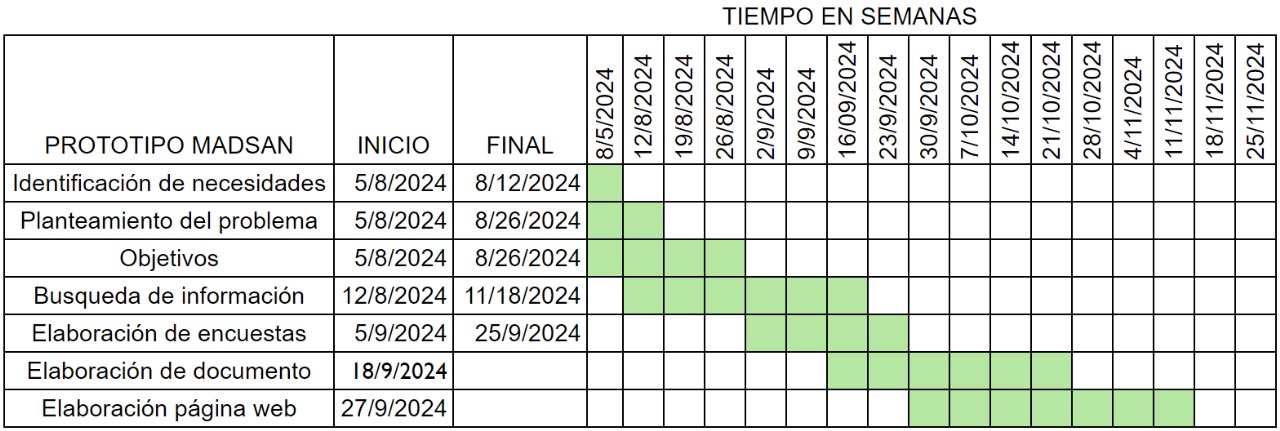 TIEMPO EN SEMANAS
PROTOTIPO MADSAN INICIO FINAL 8/5/2024 12/8/2024 19/8/2024 26/8/2024 2/9/2024 9/9/2024 16/09/2024 23/9/2024 30/9/2024 7/10/2024 14/10/2024 21/10/2024 28/10/2024 4/11/2024 11/11/2024 18/11/2024 25/11/2024
Identificación de necesidades 5/8/2024 8/12/2024
Planteamiento del problema 5/8/2024 8/26/2024
Objetivos 5/8/2024 8/26/2024
Busqueda de información 12/8/2024 11/18/2024
Elaboración de encuestas 5/9/2024 25/9/2024
Elaboración de documento 18/9/2024
Elaboración página web 27/9/2024